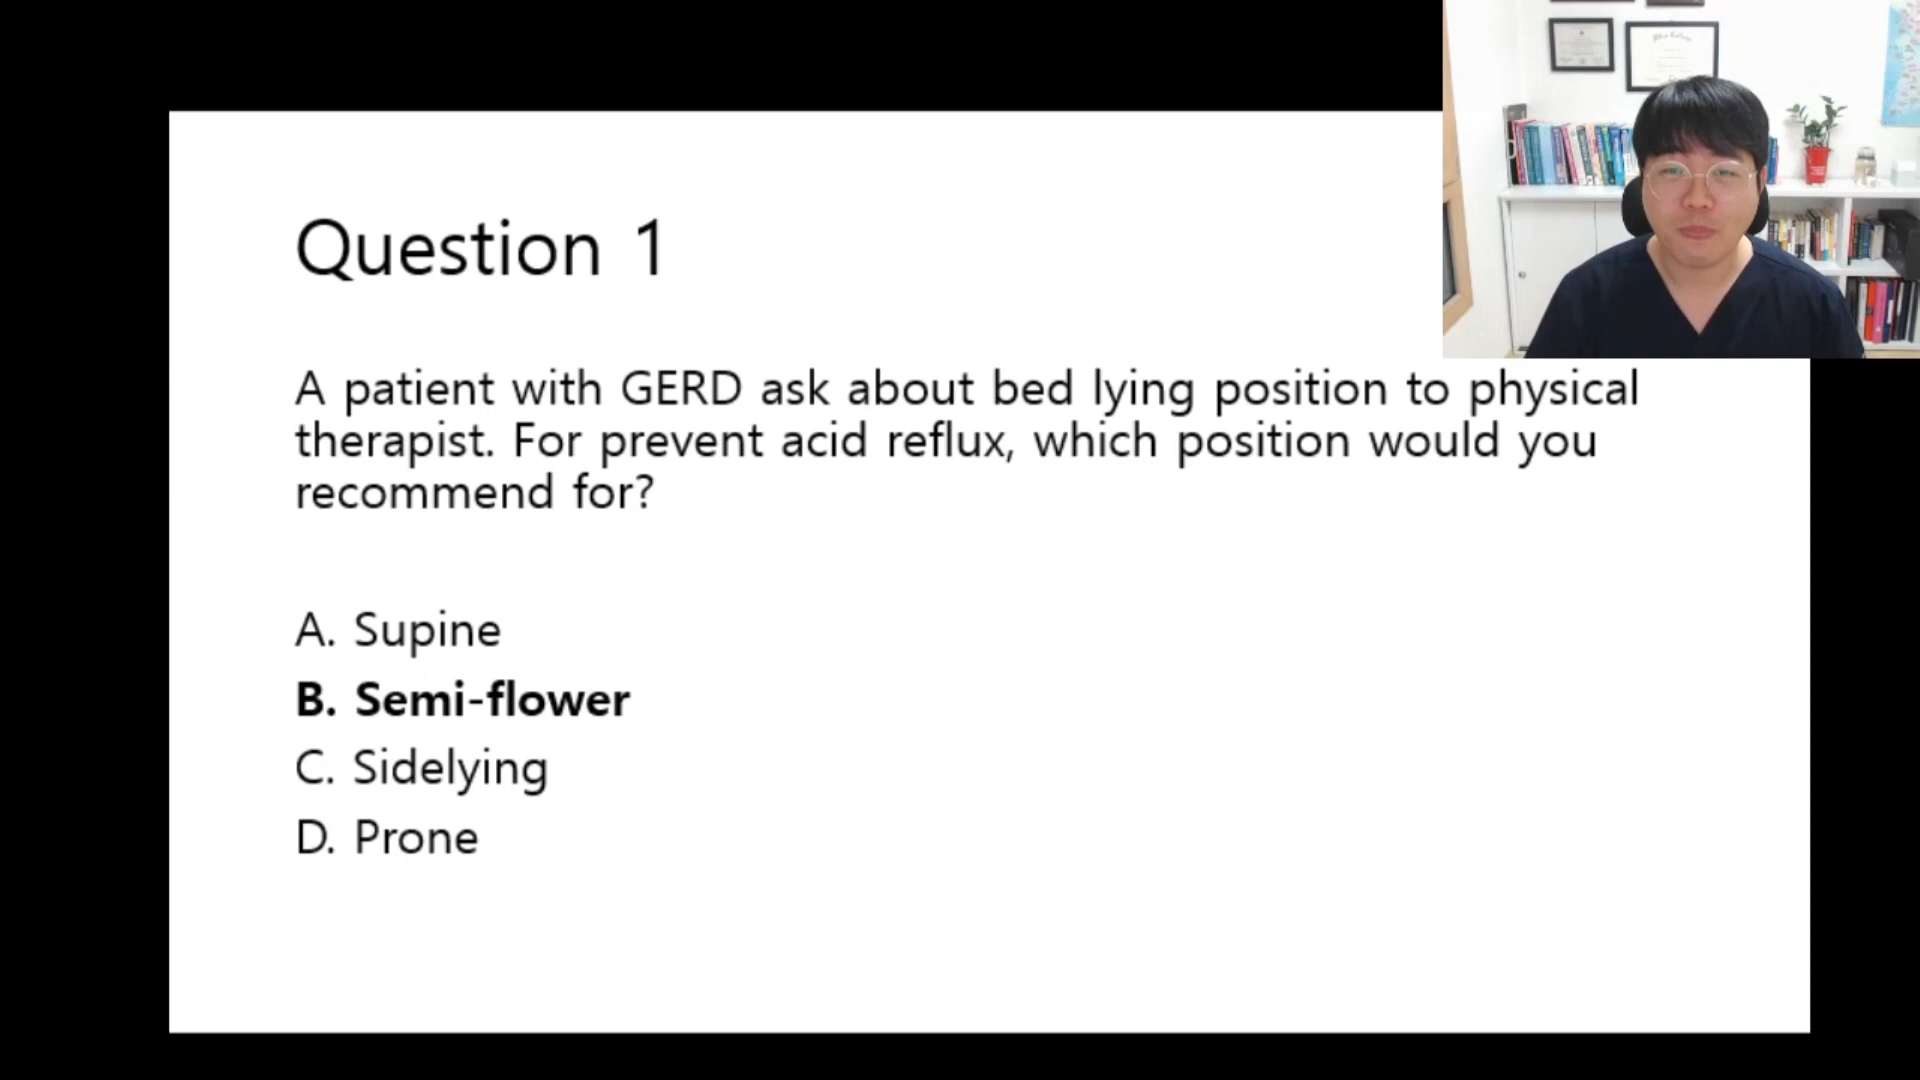 Question 1
A patient with GERD ask about bed lying position to physical
therapist. For prevent acid reflux, which position would you
recommend for?
A. Supine
B. Semi-flower
C. Sidelying
D. Prone